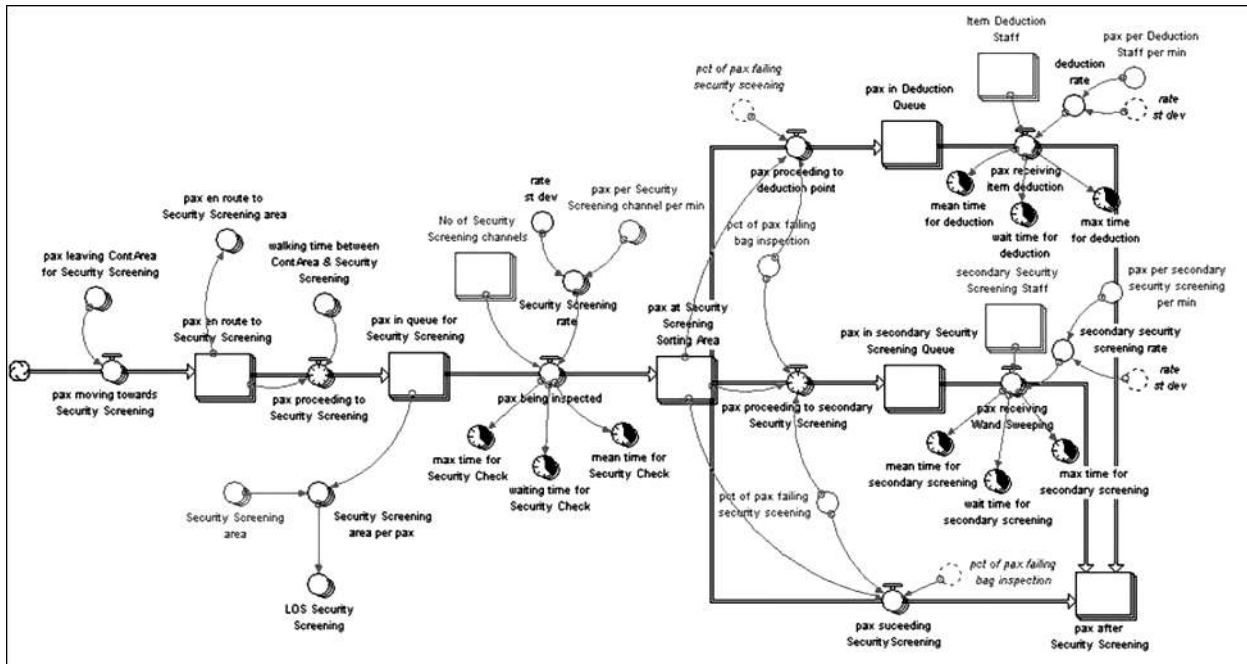 Item Deduction
Staff
pax per Deduction
Staff per min
deduction
rate
rate
st dev
pct of pax failing
security sceening
pax in Deduction
Queue
pax proceeding to
deduction point
pax receiving
item deduction
mean time
for deduction
wait time for
deduction
max time
for deduction
pax en route to
Security Screening area
pax leaving ContArea
for Security Screening
walking time between
ContArea & Security
Screening
rate
st dev
pax per Security
Screening channel per min
No of Security
Screening channels
Security Screening
rate
pct of pax failing
bag inspection
secondary Security
Screening Staff
pax per secondary
security screening
per min
secondary security
screening rate
rate
st dev
pax en route to
Security Screening
pax in queue for
Security Screening
pax at Security
Screening
Sorting Area
pax in secondary Security
Screening Queue
pax moving towards
Security Screening
pax proceeding to
Security Screening
pax being inspected
pax proceeding to secondary
Security Screening
pax receiving
Wand Sweeping
max time for
Security Check
waiting time for
Security Check
mean time for
Security Check
mean time for
secondary screening
wait time for
secondary screening
max time for
secondary screening
Security Screening
area
Security Screening
area per pax
LOS Security
Screening
pct of pax failing
security sceening
pct of pax failing
bag inspection
pax suceeding
SecurityScreening
pax after
Security Screening